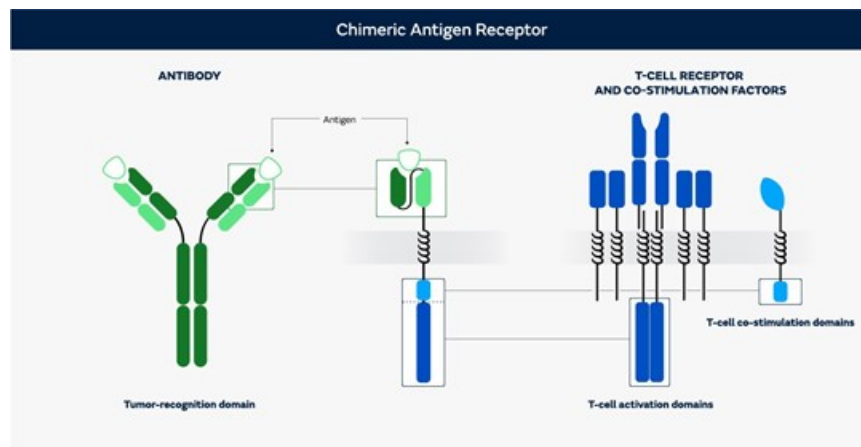 Chimeric Antigen Receptor
ANTIBODY
T-CELL RECEPTOR
AND CO-STIMULATION FACTORS
Antigen
T-cell co-stimulation domains
Tumor-recognition domain
T-cell activation domains